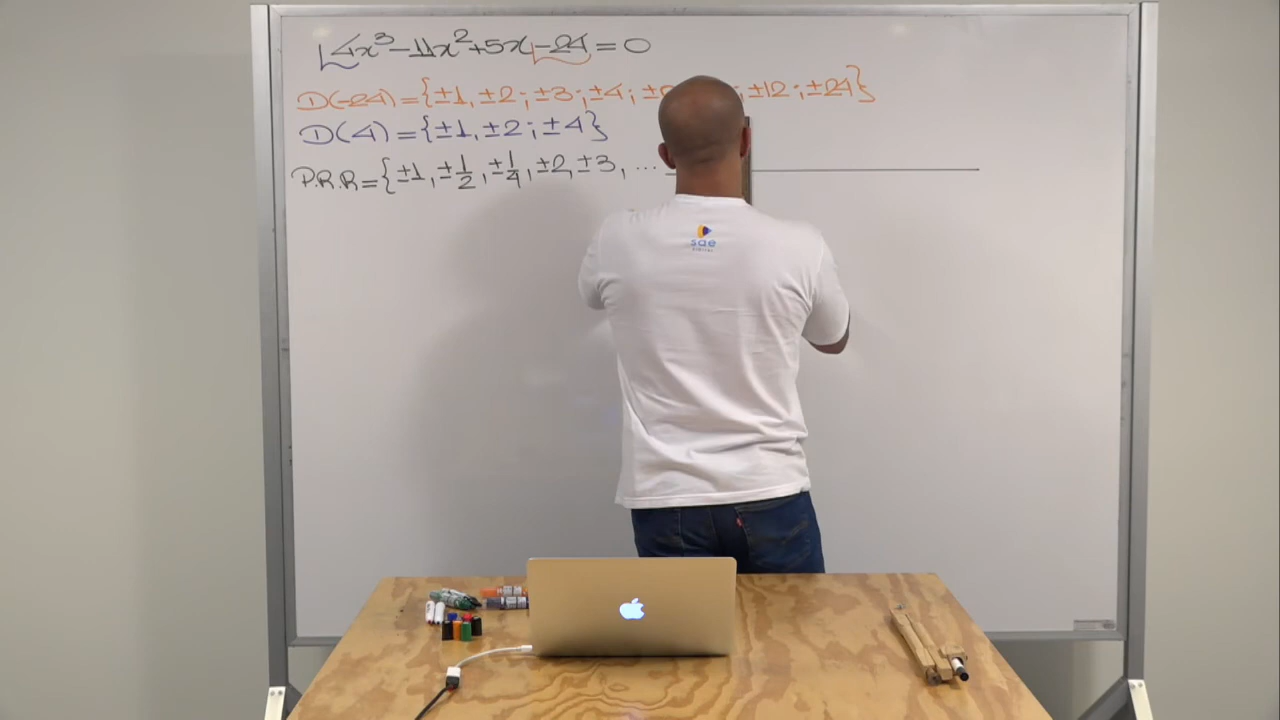 4x³-11x²+5x-24=0
D(-24)={±1,±2;±3;±4; ;±12;±24}
D(4)={±1,±2;±4}
P.R.R={±1,±1/2,±1/4,±2,±3,...
sae
DIGITAL